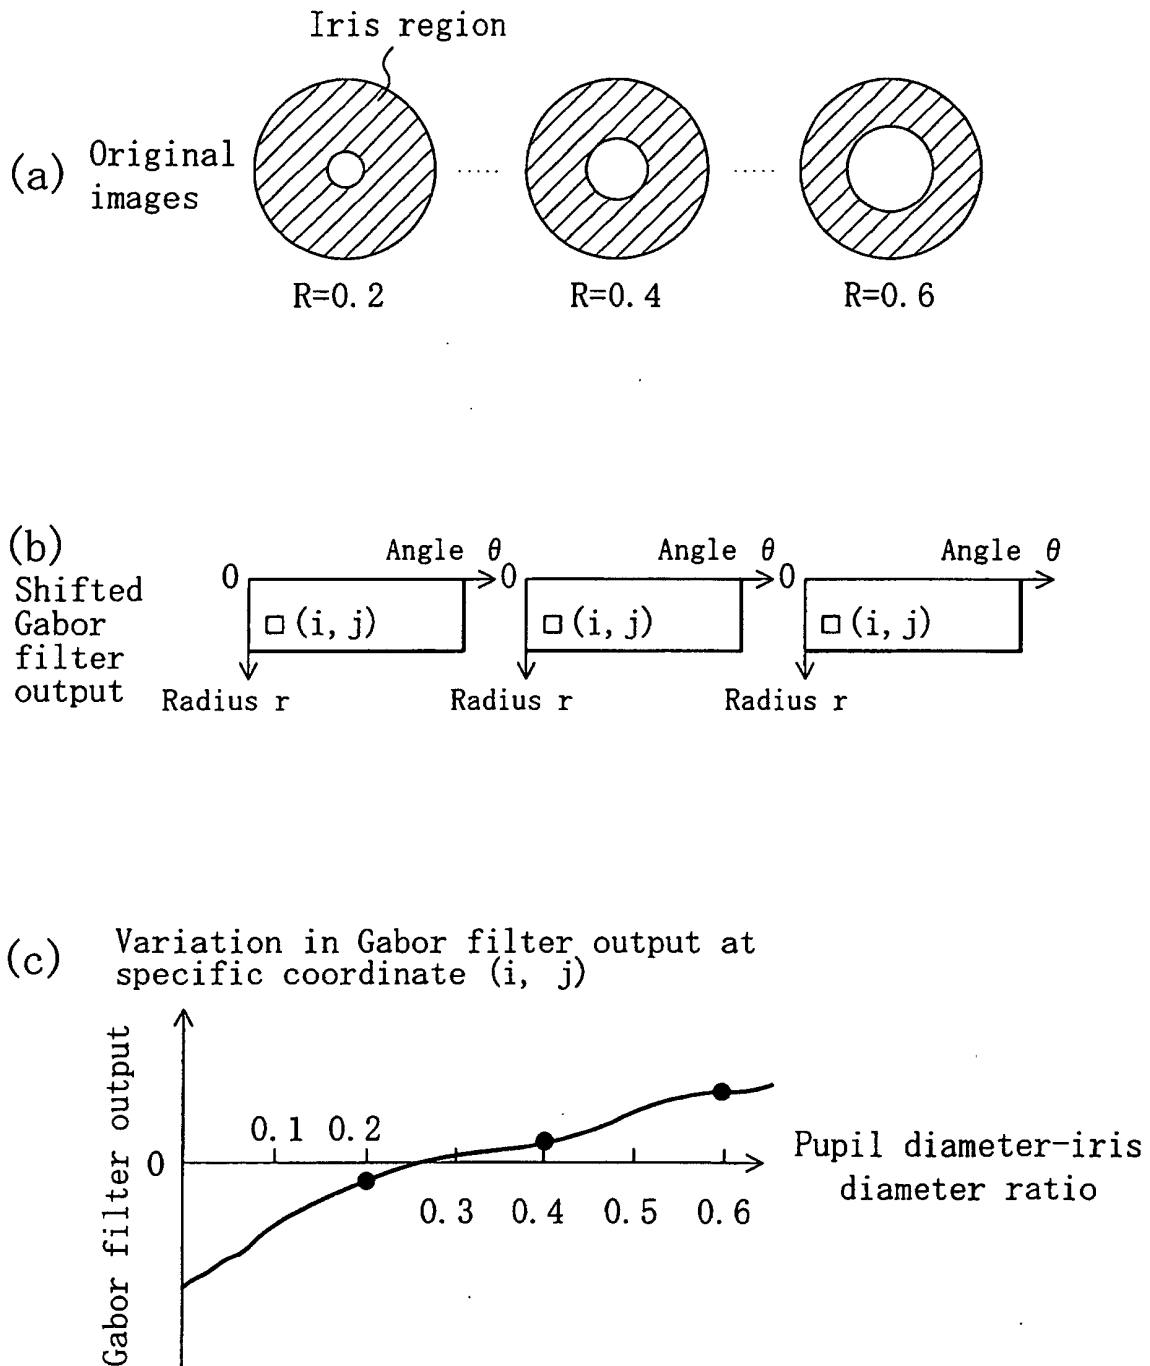 Iris region
(a) Original
images
R=0.2
R=0.4
R=0.6
(b)
Shifted
Gabor
filter
output
0
Angle θ
0
Angle θ
0
Angle θ
(i, j)
(i, j)
(i, j)
Radius r
Radius r
Radius r
(c) Variation in Gabor filter output at
specific coordinate (i, j)
Gabor filter output
0
0.1 0.2
0.3 0.4 0.5 0.6
Pupil diameter-iris
diameter ratio